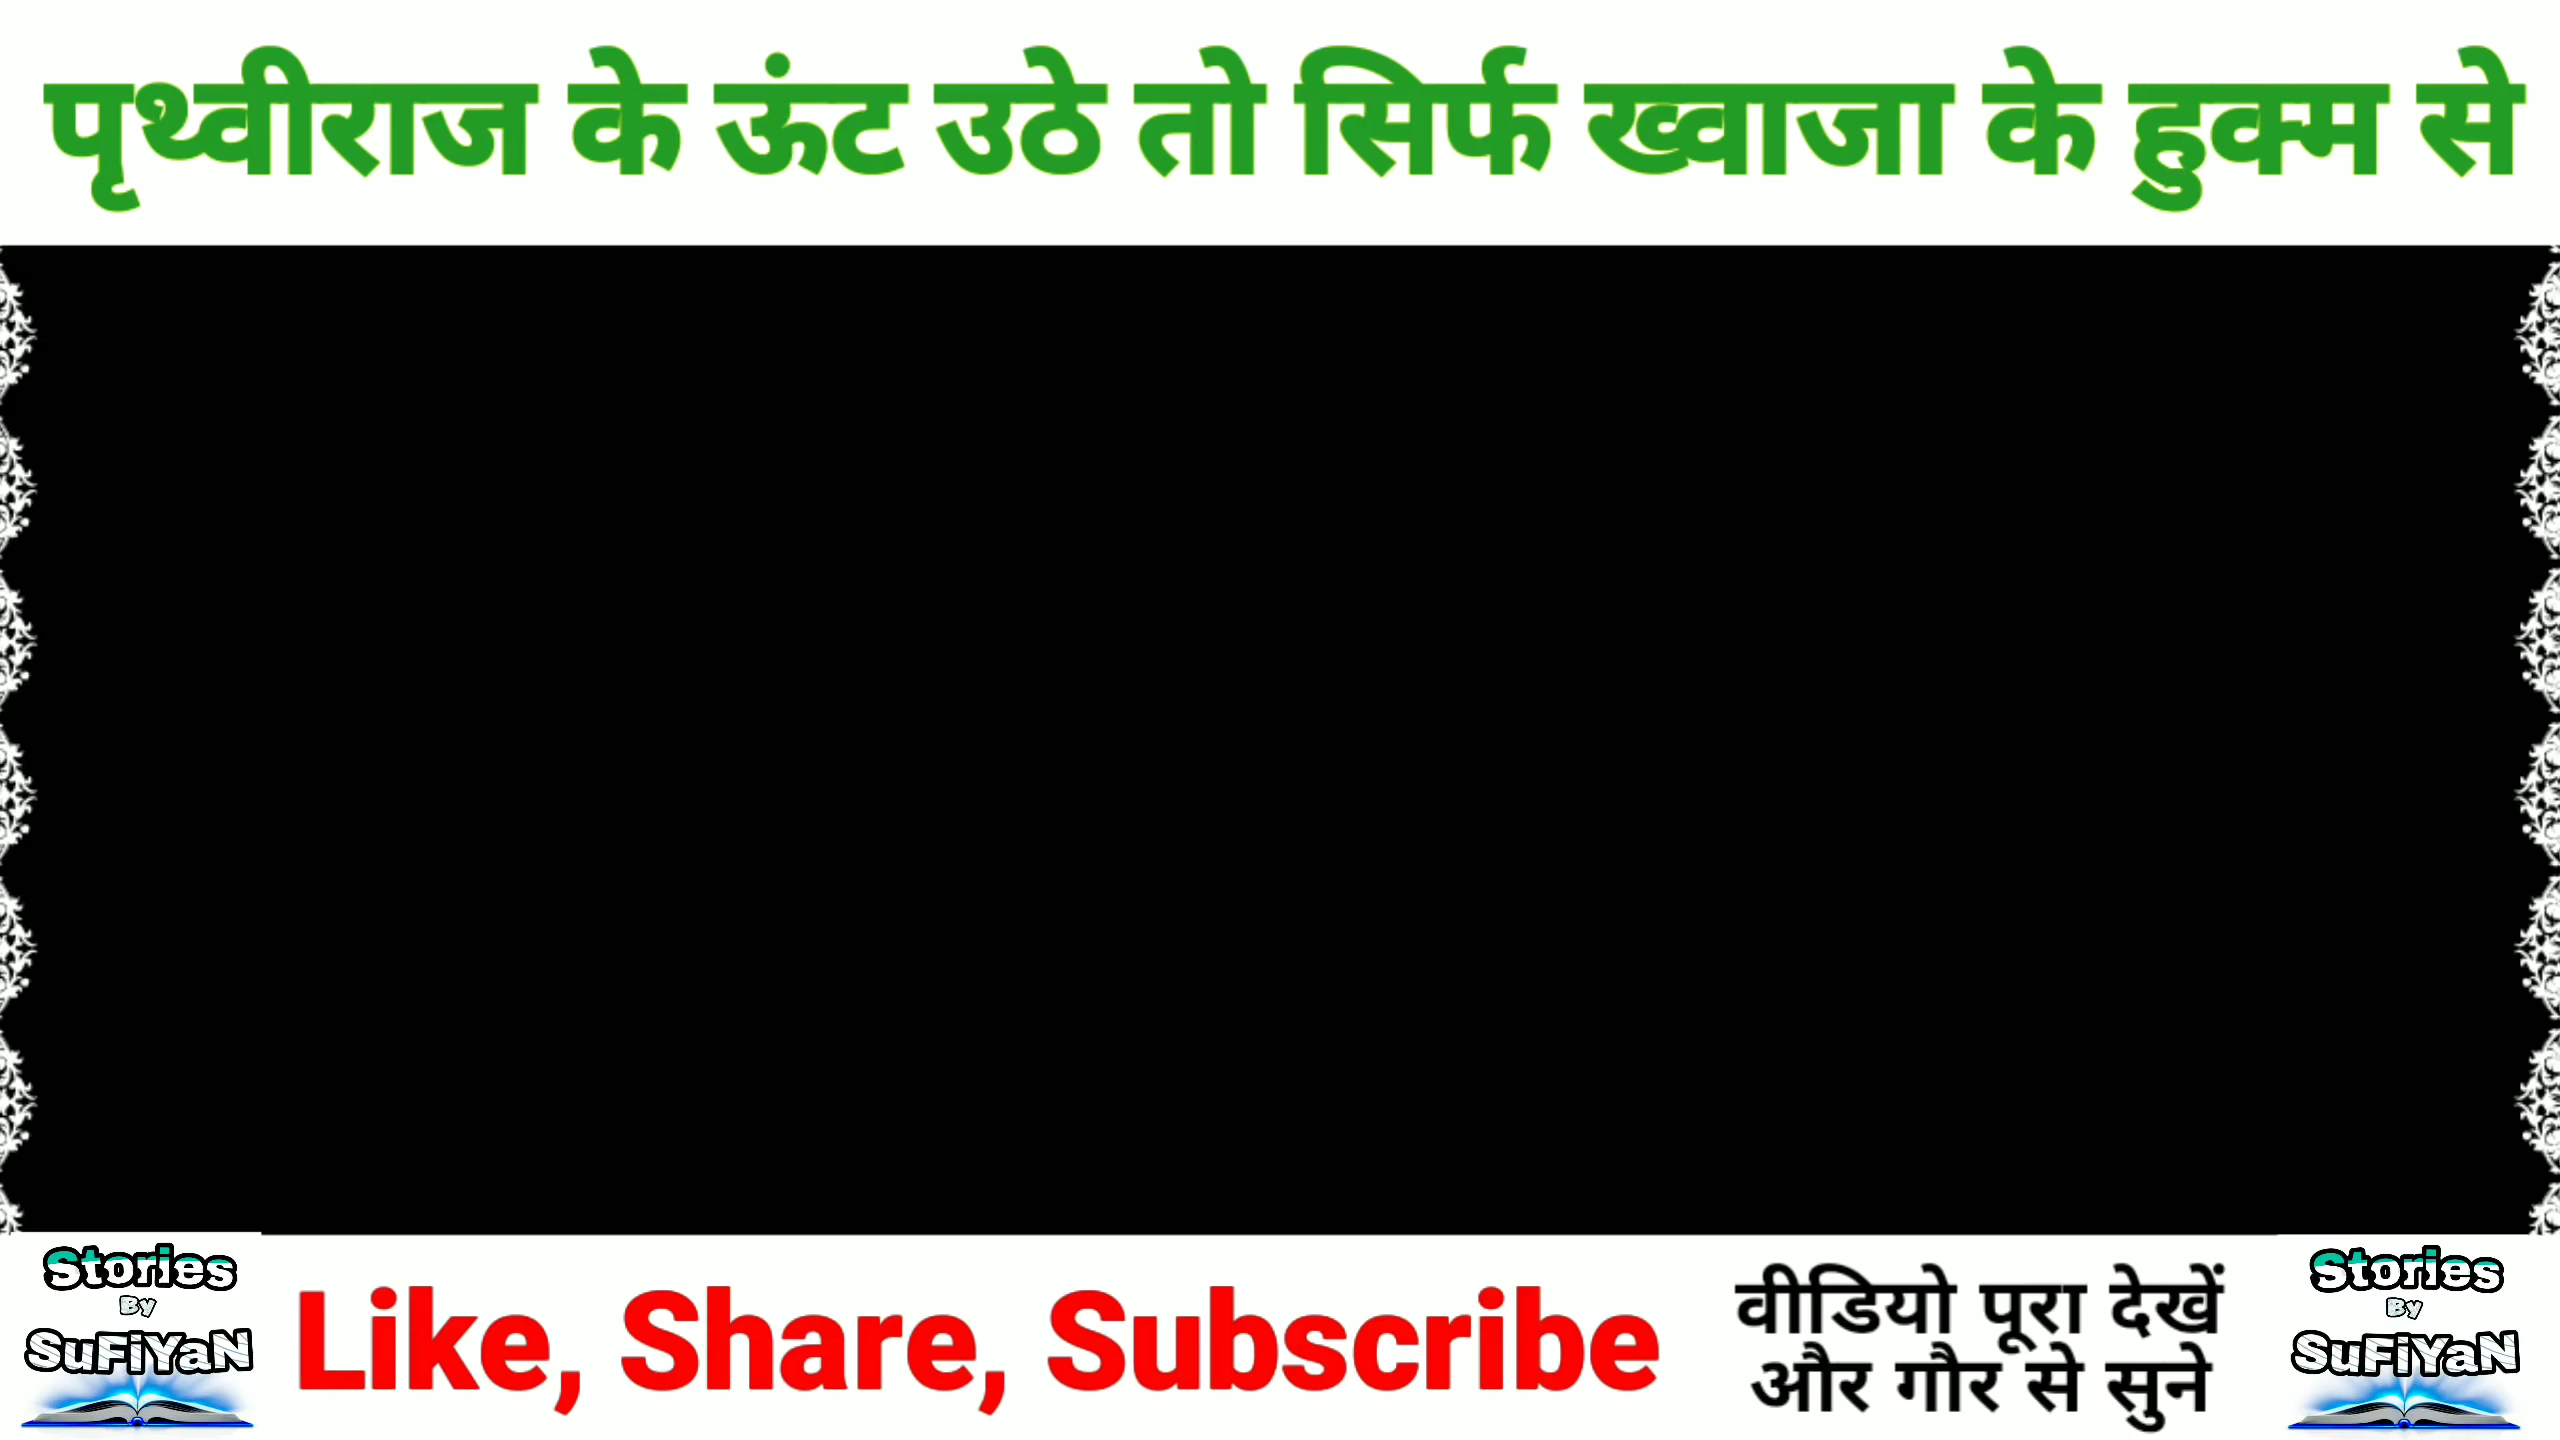 पृथ्वीराज के ऊंट उठे तो सिर्फ ख्वाजा के हुक्म से
Stories
By
SuFiYaN
Like, Share, Subscribe
वीडियो पूरा देखें
और गौर से सुने
Stories
By
SuFiYaN